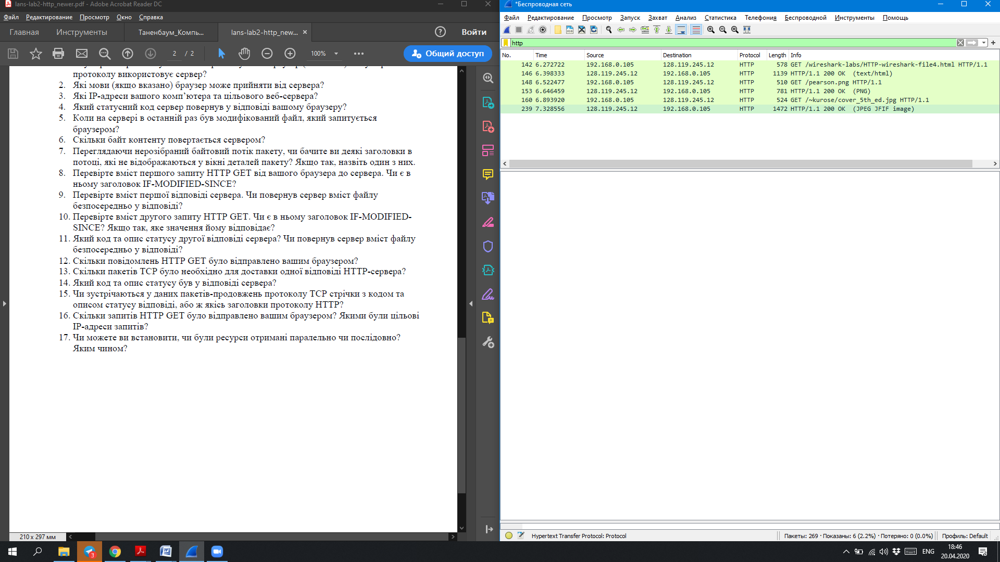 lans-lab2-http_newer.pdf - Adobe Acrobat Reader DC
Файл Редактирование Просмотр Окно Справка
Главная Инструменты Таненбаум_Компь... lans-lab2-http_new... × Войти
2 / 2 100% Общий доступ
протоколу використовує сервер?
2. Які мови (якщо вказано) браузер може прийняти від сервера?
3. Які IP-адреси вашого комп’ютера та цільового веб-сервера?
4. Який статусний код сервер повернув у відповіді вашому браузеру?
5. Коли на сервері в останній раз був модифікований файл, який запитується
браузером?
6. Скільки байт контенту повертається сервером?
7. Переглядаючи нерозібраний байтовий потік пакету, чи бачите ви деякі заголовки в
потоці, які не відображаються у вікні деталей пакету? Якщо так, назвіть один з них.
8. Перевірте вміст першого запиту HTTP GET від вашого браузера до сервера. Чи є в
ньому заголовок IF-MODIFIED-SINCE?
9. Перевірте вміст першої відповіді сервера. Чи повернув сервер вміст файлу
безпосередньо у відповіді?
10. Перевірте вміст другого запиту HTTP GET. Чи є в ньому заголовок IF-MODIFIED-
SINCE? Якщо так, яке значення йому відповідає?
11. Який код та опис статусу другої відповіді сервера? Чи повернув сервер вміст файлу
безпосередньо у відповіді?
12. Скільки повідомлень HTTP GET було відправлено вашим браузером?
13. Скільки пакетів TCP було необхідно для доставки одної відповіді HTTP-сервера?
14. Який код та опис статусу був у відповіді сервера?
15. Чи зустрічаються у даних пакетів-продовжень протоколу TCP стрічки з кодом та
описом статусу відповіді, або ж якісь заголовки протоколу HTTP?
16. Скільки запитів HTTP GET було відправлено вашим браузером? Якими були цільові
IP-адреси запитів?
17. Чи можете ви встановити, чи були ресурси отримані паралельно чи послідовно?
Яким чином?
210 x 297 мм
*Беспроводная сеть
Файл Редактирование Просмотр Запуск Захват Анализ Статистика Телефония Беспроводной Инструменты Помощь
http
No. Time Source Destination Protocol Length Info
142 6.272722 192.168.0.105 128.119.245.12 HTTP 578 GET /wireshark-labs/HTTP-wireshark-file4.html HTTP/1.1
146 6.398333 128.119.245.12 192.168.0.105 HTTP 1139 HTTP/1.1 200 OK (text/html)
148 6.522477 192.168.0.105 128.119.245.12 HTTP 510 GET /pearson.png HTTP/1.1
153 6.646459 128.119.245.12 192.168.0.105 HTTP 781 HTTP/1.1 200 OK (PNG)
160 6.893920 192.168.0.105 128.119.245.12 HTTP 524 GET /~kurose/cover_5th_ed.jpg HTTP/1.1
239 7.328556 128.119.245.12 192.168.0.105 HTTP 1472 HTTP/1.1 200 OK (JPEG JFIF image)
Hypertext Transfer Protocol: Protocol
Пакеты: 269 · Показаны: 6 (2.2%) · Потеряно: 0 (0.0%)
Профиль: Default
3
ENG
18:46
20.04.2020